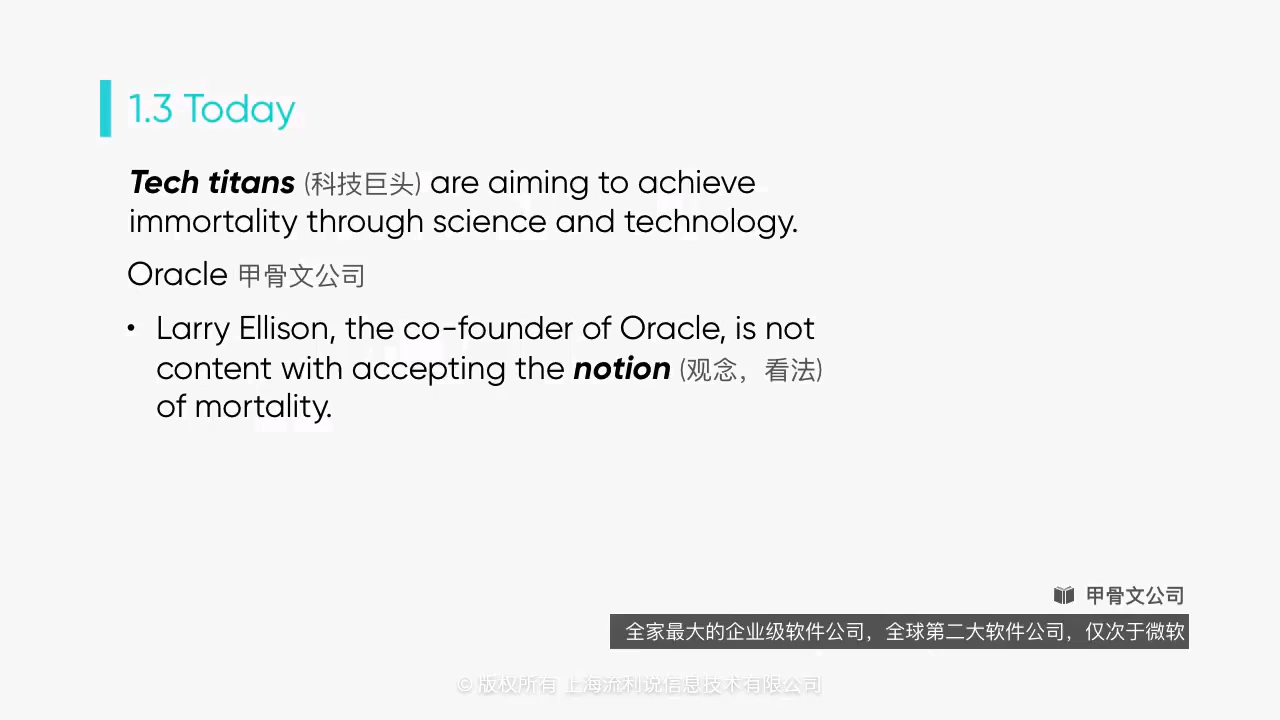 1.3 Today
Tech titans (科技巨头) are aiming to achieve
immortality through science and technology.
Oracle 甲骨文公司
• Larry Ellison, the co-founder of Oracle, is not
content with accepting the notion (观念，看法)
of mortality.
甲骨文公司
全家最大的企业级软件公司，全球第二大软件公司，仅次于微软
© 版权所有 上海流利说信息技术有限公司